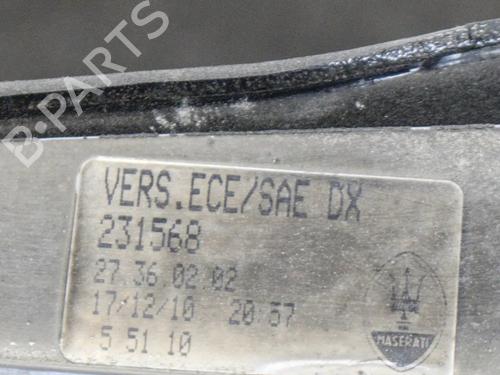 B-PARTS
VERS.ECE/SAE DX
231568
27.36.02.02
17/12/10 20:57
5 51 10
MASERATI